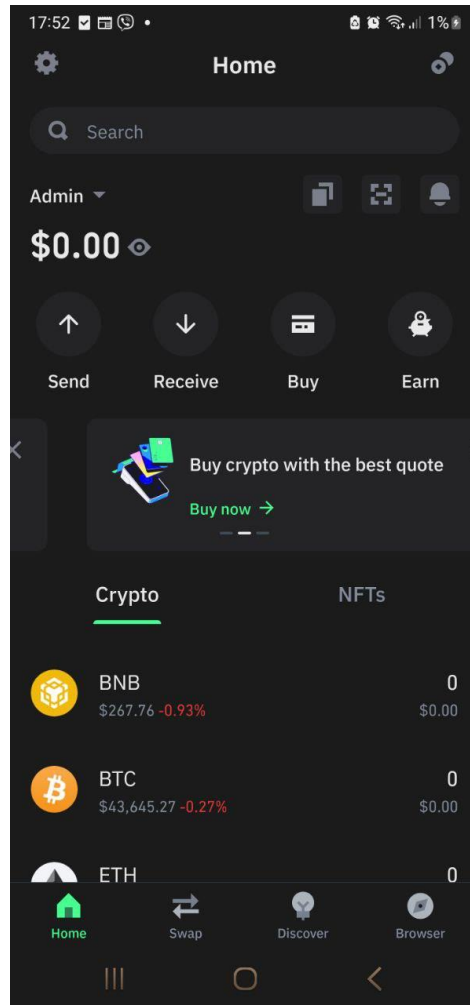 17:52 1%
Home
Search
Admin
$0.00
Send Receive Buy Earn
Buy crypto with the best quote
Buy now →
Crypto NFTs
BNB 0
$267.76 -0.93% $0.00
BTC 0
$43,645.27 -0.27% $0.00
ETH 0
Home Swap Discover Browser